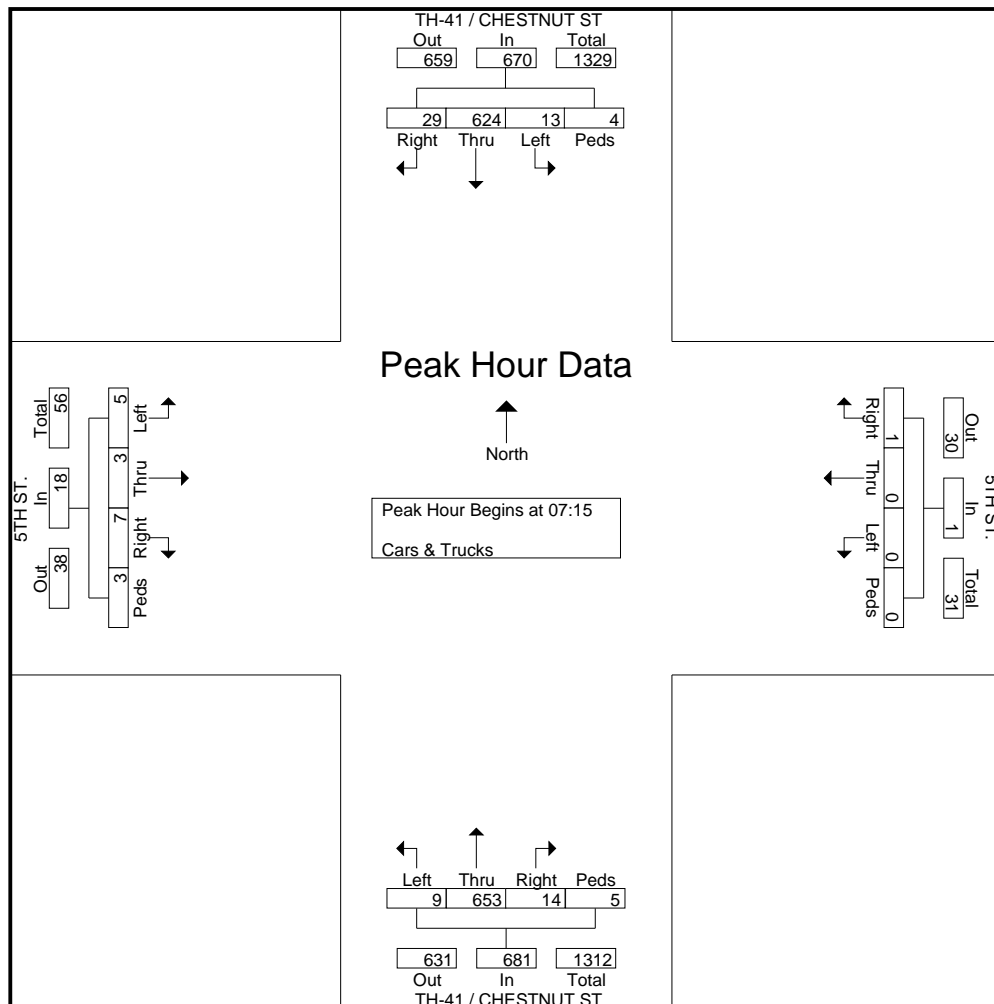 TH-41 / CHESTNUT ST
Out In Total
659 670 1329
29 624 13 4
Right Thru Left Peds
Peak Hour Data
North
Peak Hour Begins at 07:15
Cars & Trucks
5TH ST.
Total In Out
56 18 38
5 3 7 3
Left Thru Right Peds
Right Thru Left Peds
1 0 0 0
Out In Total
30 1 31
5TH ST.
Left Thru Right Peds
9 653 14 5
631 681 1312
Out In Total
TH-41 / CHESTNUT ST